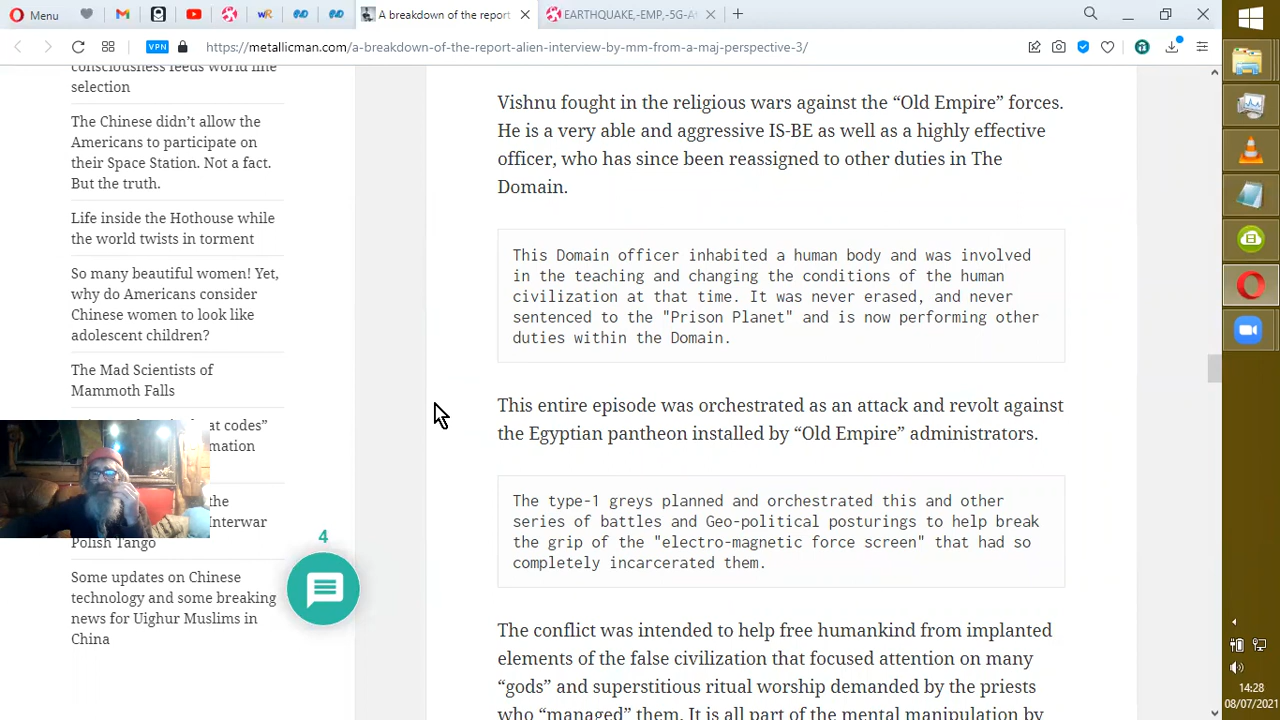 Menu
A breakdown of the report
EARTHQUAKE,-EMP,-5G-A
VPN
https://metallicman.com/a-breakdown-of-the-report-alien-interview-by-mm-from-a-maj-perspective-3/
consciousness feeds world line
selection
The Chinese didn’t allow the
Americans to participate on
their Space Station. Not a fact.
But the truth.
Life inside the Hothouse while
the world twists in torment
So many beautiful women! Yet,
why do Americans consider
Chinese women to look like
adolescent children?
The Mad Scientists of
Mammoth Falls
at codes”
mation
the
Interwar
Polish Tango
Some updates on Chinese
technology and some breaking
news for Uighur Muslims in
China
4
Vishnu fought in the religious wars against the “Old Empire” forces.
He is a very able and aggressive IS-BE as well as a highly effective
officer, who has since been reassigned to other duties in The
Domain.
This Domain officer inhabited a human body and was involved
in the teaching and changing the conditions of the human
civilization at that time. It was never erased, and never
sentenced to the "Prison Planet" and is now performing other
duties within the Domain.
This entire episode was orchestrated as an attack and revolt against
the Egyptian pantheon installed by “Old Empire” administrators.
The type-1 greys planned and orchestrated this and other
series of battles and Geo-political posturings to help break
the grip of the "electro-magnetic force screen" that had so
completely incarcerated them.
The conflict was intended to help free humankind from implanted
elements of the false civilization that focused attention on many
“gods” and superstitious ritual worship demanded by the priests
who “managed” them. It is all part of the mental manipulation by
14:28
08/07/2021